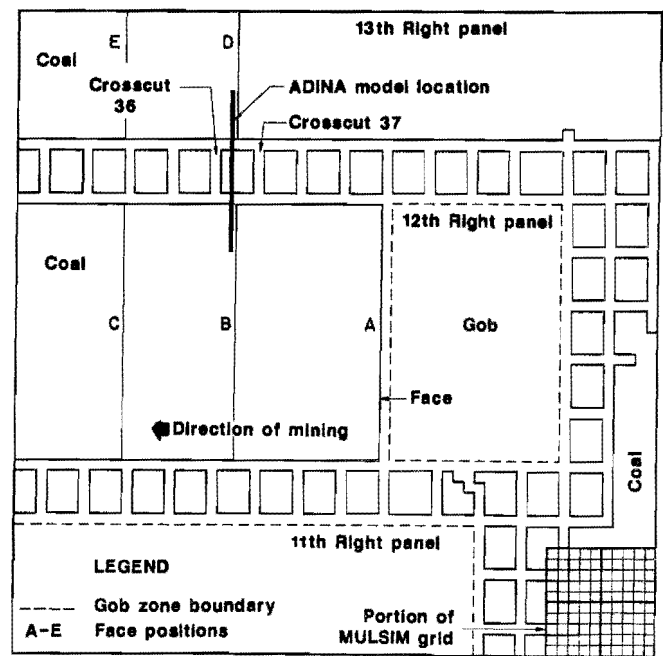 E
D
13th Right panel
Coal
Crosscut
36
ADINA model location
Crosscut 37
12th Right panel
Coal
C
B
A
Gob
Face
Direction of mining
Coal
11th Right panel
LEGEND
Gob zone boundary
A-E Face positions
Portion of
MULSIM grid